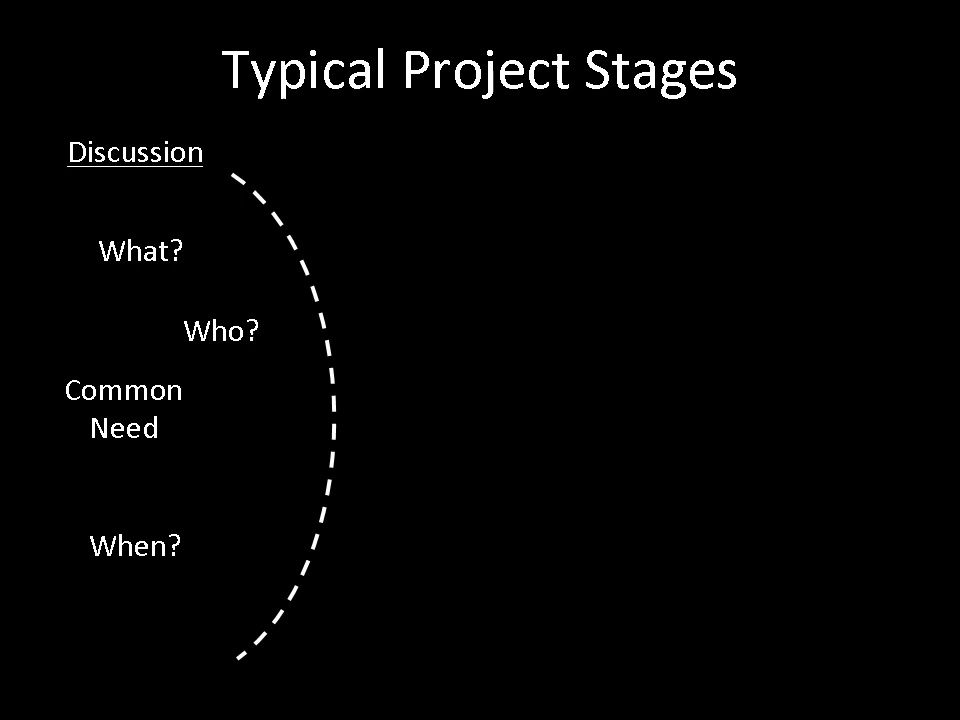 Typical Project Stages
Discussion
What?
Who?
Common
Need
When?